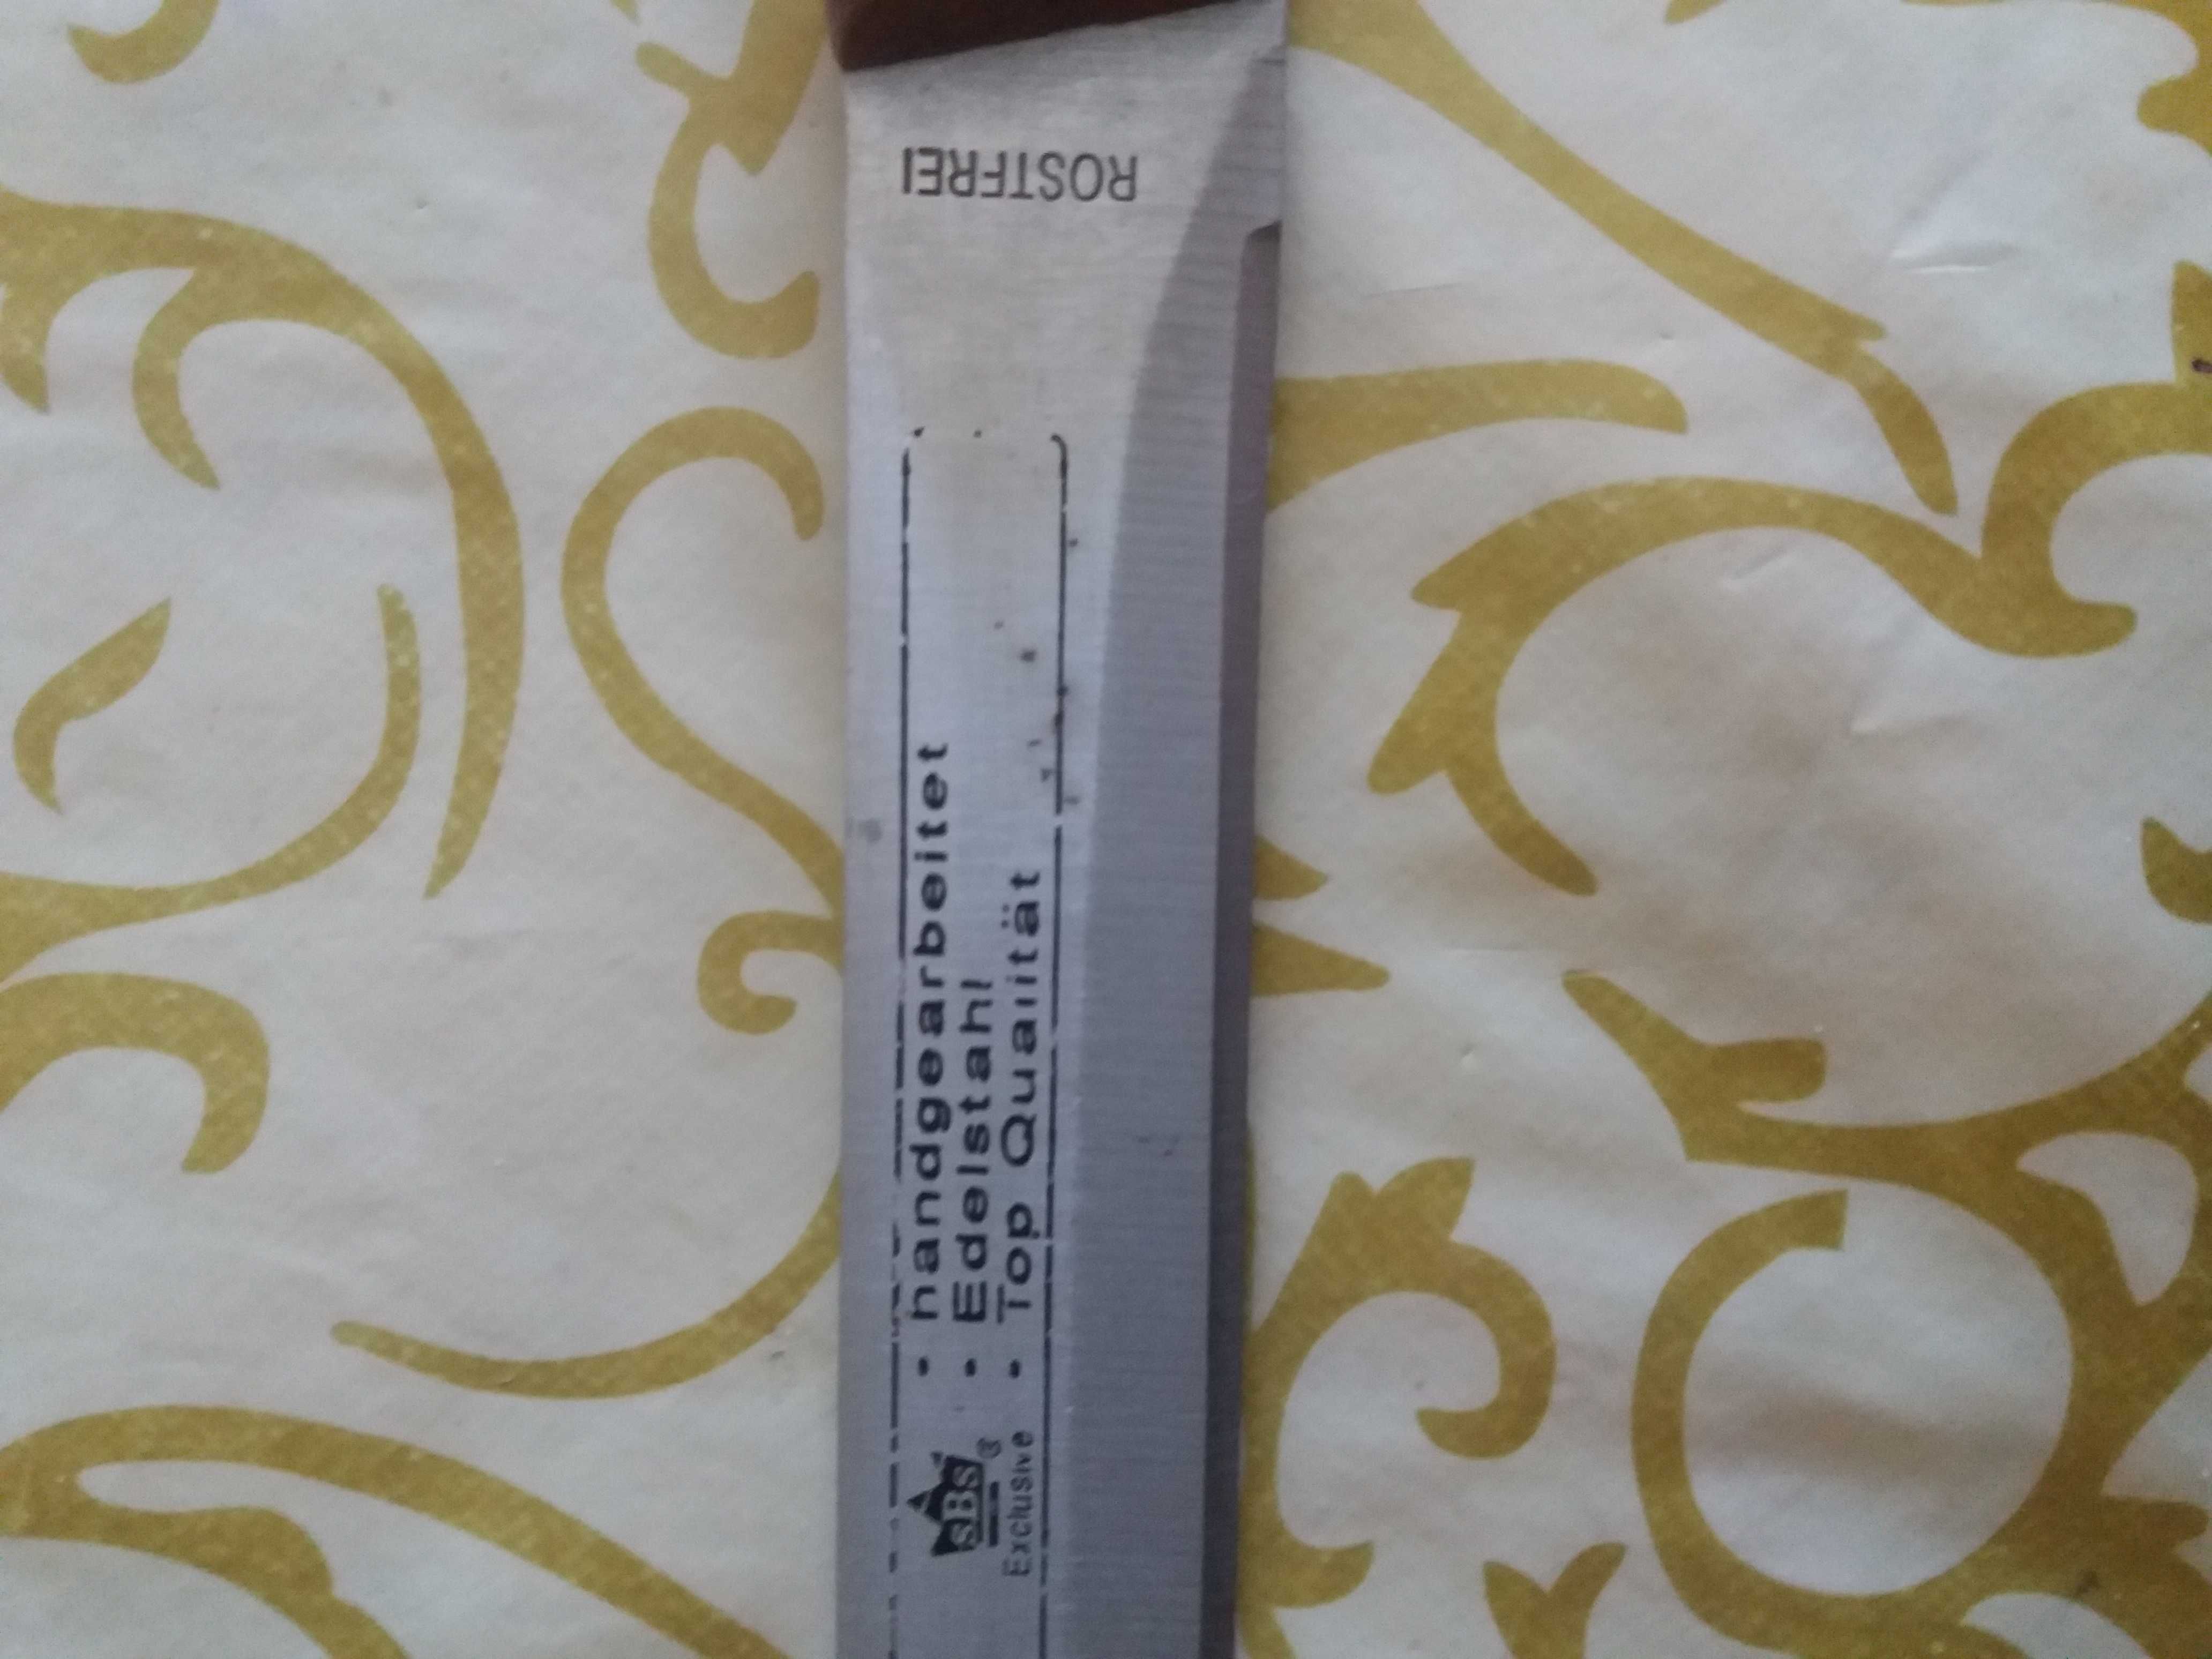 ROSTFREI
SBS ®
Exclusive
• handgearbeitet
• Edelstahl
• Top Qualität